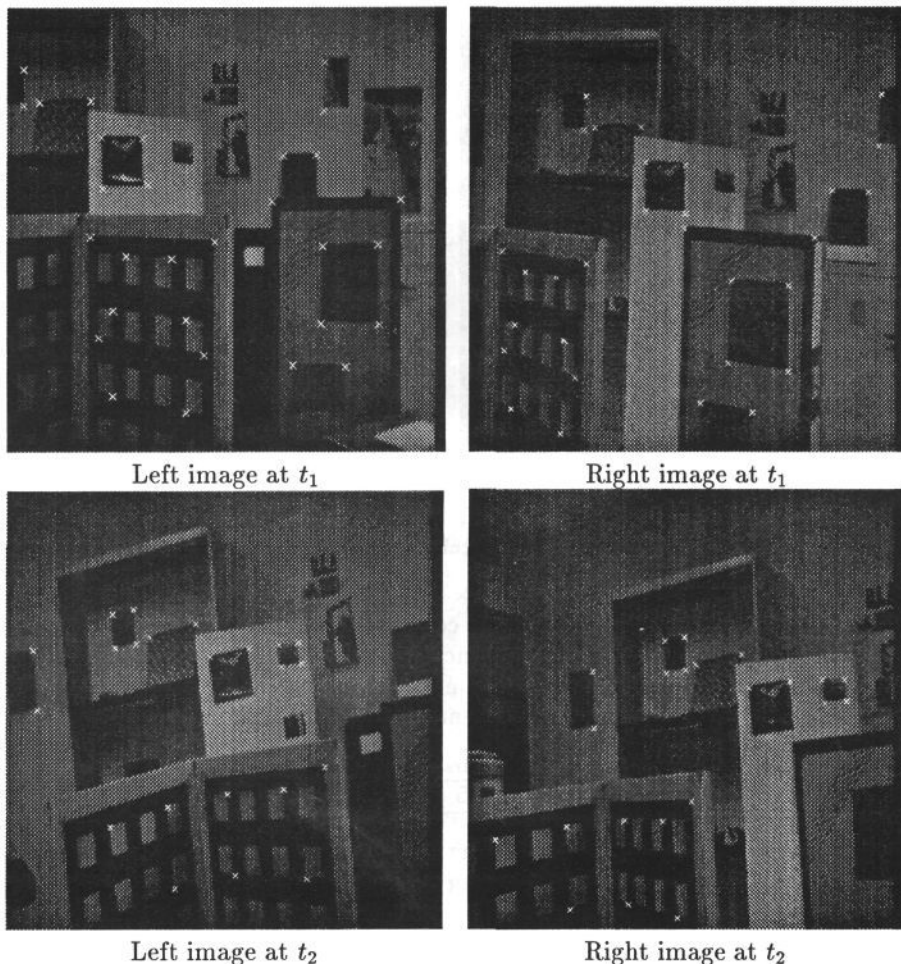 Left image at t₁
Right image at t₁
Left image at t₂
Right image at t₂